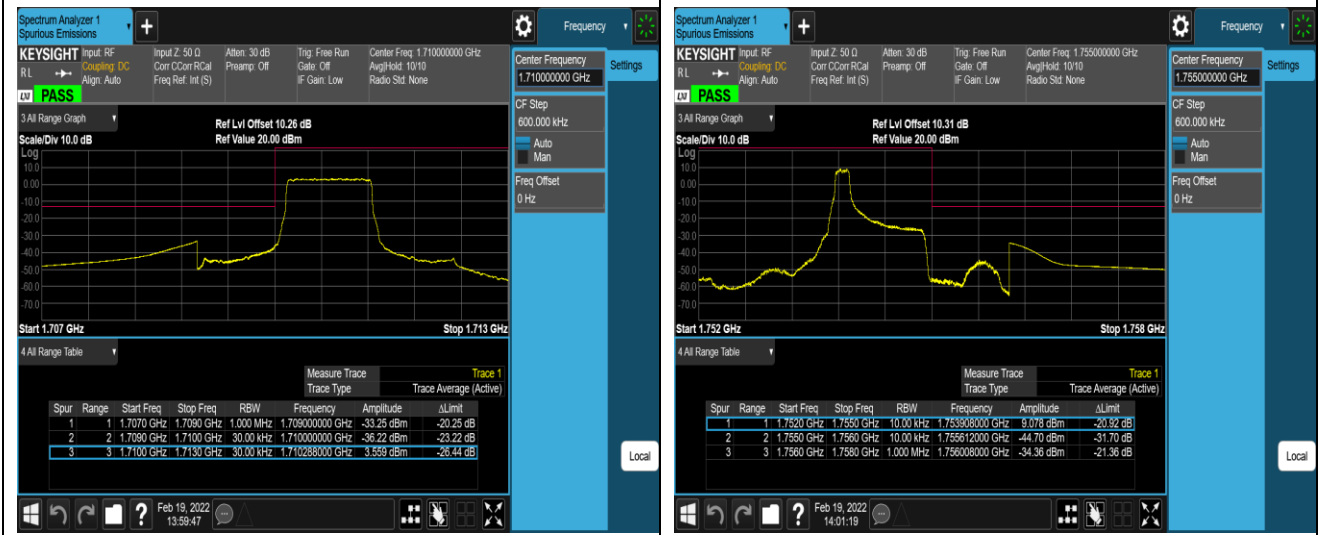 Spectrum Analyzer 1
Spurious Emissions
Frequency
KEYSIGHT Input: RF Input Z: 50 Ω Atten: 30 dB Trig: Free Run Center Freq: 1.710000000 GHz
RL Coupling: DC Corr CCorr RCal Preamp: Off Gate: Off Avg|Hold: 10/10
Align: Auto Freq Ref: Int (S) IF Gain: Low Radio Std: None
LXI PASS
Center Frequency
1.710000000 GHz
Settings
CF Step
600.000 kHz
Auto
Man
Freq Offset
0 Hz
3 All Range Graph
Ref Lvl Offset 10.26 dB
Scale/Div 10.0 dB Ref Value 20.00 dBm
Log
10.0
0.00
-10.0
-20.0
-30.0
-40.0
-50.0
-60.0
-70.0
Start 1.707 GHz Stop 1.713 GHz
4 All Range Table
Measure Trace Trace 1
Trace Type Trace Average (Active)
Spur Range Start Freq Stop Freq RBW Frequency Amplitude ΔLimit
1 1 1.7070 GHz 1.7090 GHz 1.000 MHz 1.709000000 GHz -33.25 dBm -20.25 dB
2 2 1.7090 GHz 1.7100 GHz 30.00 kHz 1.710000000 GHz -36.22 dBm -23.22 dB
3 3 1.7100 GHz 1.7130 GHz 30.00 kHz 1.710288000 GHz 3.559 dBm -26.44 dB
Local
Feb 19, 2022
13:59:47
Spectrum Analyzer 1
Spurious Emissions
Frequency
KEYSIGHT Input: RF Input Z: 50 Ω Atten: 30 dB Trig: Free Run Center Freq: 1.755000000 GHz
RL Coupling: DC Corr CCorr RCal Preamp: Off Gate: Off Avg|Hold: 10/10
Align: Auto Freq Ref: Int (S) IF Gain: Low Radio Std: None
LXI PASS
Center Frequency
1.755000000 GHz
Settings
CF Step
600.000 kHz
Auto
Man
Freq Offset
0 Hz
3 All Range Graph
Ref Lvl Offset 10.31 dB
Scale/Div 10.0 dB Ref Value 20.00 dBm
Log
10.0
0.00
-10.0
-20.0
-30.0
-40.0
-50.0
-60.0
-70.0
Start 1.752 GHz Stop 1.758 GHz
4 All Range Table
Measure Trace Trace 1
Trace Type Trace Average (Active)
Spur Range Start Freq Stop Freq RBW Frequency Amplitude ΔLimit
1 1 1.7520 GHz 1.7550 GHz 10.00 kHz 1.753908000 GHz 9.078 dBm -20.92 dB
2 2 1.7550 GHz 1.7560 GHz 10.00 kHz 1.755612000 GHz -44.70 dBm -31.70 dB
3 3 1.7560 GHz 1.7580 GHz 1.000 MHz 1.756008000 GHz -34.36 dBm -21.36 dB
Local
Feb 19, 2022
14:01:19